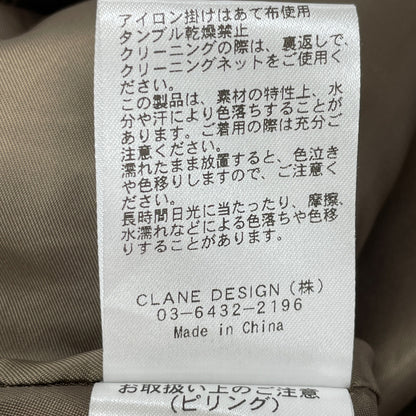 アイロン掛けはあて布使用
タンブル乾燥禁止
クリーニングの際は、裏返しで、
クリーニングネットをご使用く
ださい。
この製品は、素材の特性上、水
分や汗により色落ちすることが
あります。ご着用の際は充分ご
注意ください。
濡れたまま放置すると、色泣き
や色移りしますので、ご注意く
ださい。
長時間日光に当たったり、摩擦、
水濡れなどによる色落ちや色移
りすることがあります。
CLANE DESIGN (株)
03-6432-2196
Made in China
お取扱い上のご注意
(ピリング)